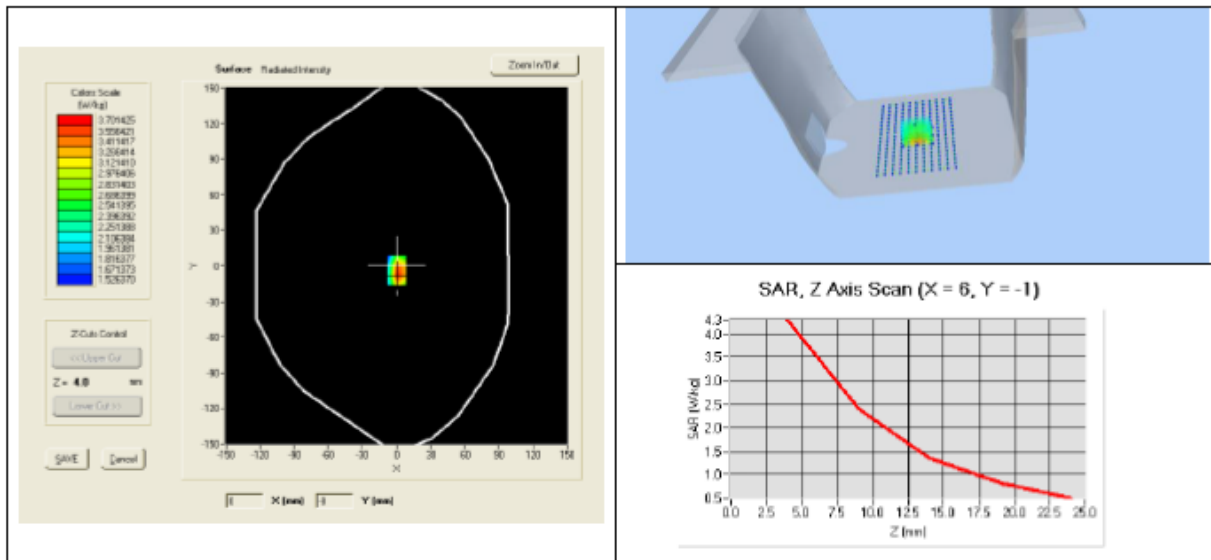 Surface Radiated Intensity
Zoom In/Out
Colors Scale
(W/kg)
3.701425
3.556421
3.411417
3.266414
3.121410
2.976406
2.831403
2.686399
2.541395
2.396392
2.251388
2.106384
1.961381
1.816377
1.671373
1.526370
150
120
90
60
30
0
-30
-60
-90
-120
-150
Y
-150 -120 -90 -60 -30 0 30 60 90 120 150
X
Z-Cuts Control
<< Upper Cut
Z = 4.0 mm
Lower Cut >>
SAVE
Cancel
X (mm)
Y (mm)
SAR, Z Axis Scan (X = 6, Y = -1)
4.3
4.0
3.5
3.0
2.5
2.0
1.5
1.0
0.5
SAR (W/kg)
0.0 2.5 5.0 7.5 10.0 12.5 15.0 17.5 20.0 22.5 25.0
Z (mm)